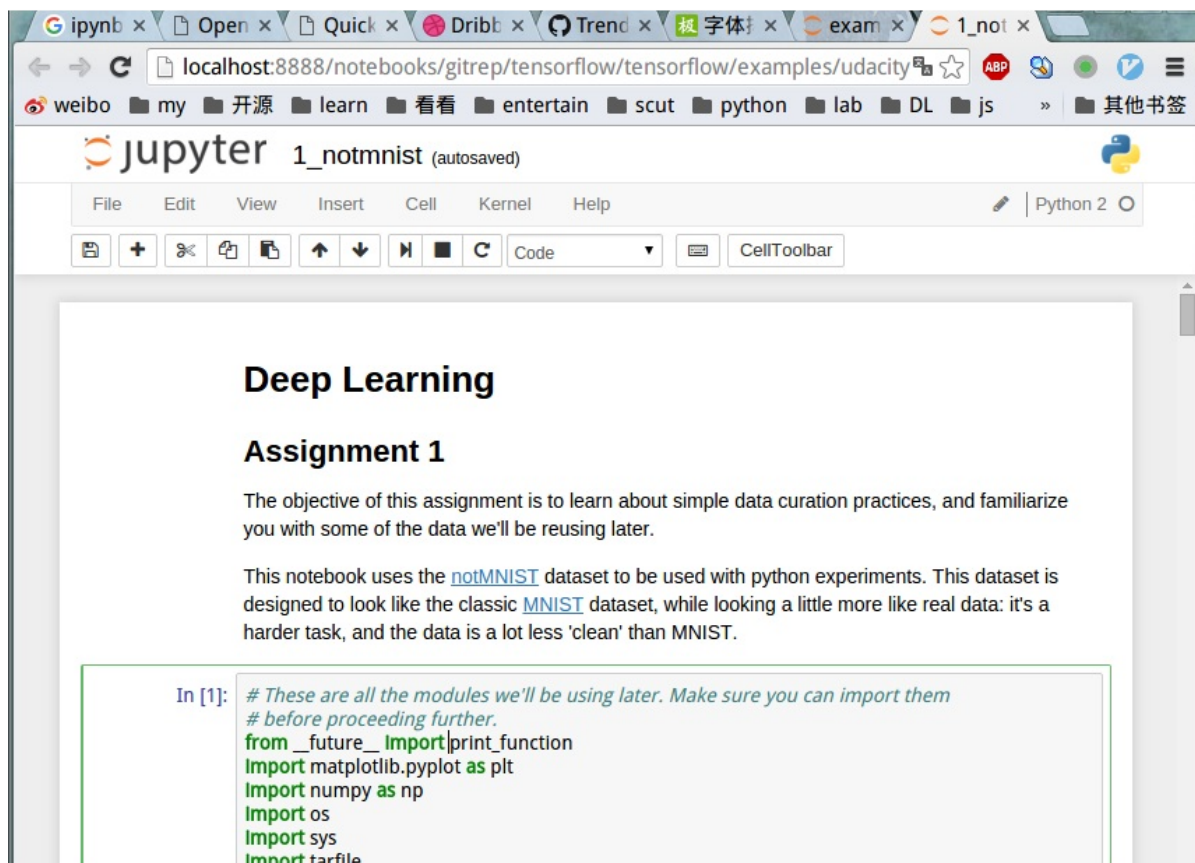 ipynb
Open
Quick
Dribb
Trend
字体
exam
1_not
localhost:8888/notebooks/gitrep/tensorflow/tensorflow/examples/udacity
ABP
weibo my 开源 learn 看看 entertain scut python lab DL js » 其他书签
jupyter 1_notmnist (autosaved)
File Edit View Insert Cell Kernel Help Python 2
Code CellToolbar
Deep Learning
Assignment 1
The objective of this assignment is to learn about simple data curation practices, and familiarize
you with some of the data we'll be reusing later.
This notebook uses the notMNIST dataset to be used with python experiments. This dataset is
designed to look like the classic MNIST dataset, while looking a little more like real data: it's a
harder task, and the data is a lot less 'clean' than MNIST.
In [1]: # These are all the modules we'll be using later. Make sure you can import them
# before proceeding further.
from __future__ Import print_function
Import matplotlib.pyplot as plt
Import numpy as np
Import os
Import sys
Import tarfile